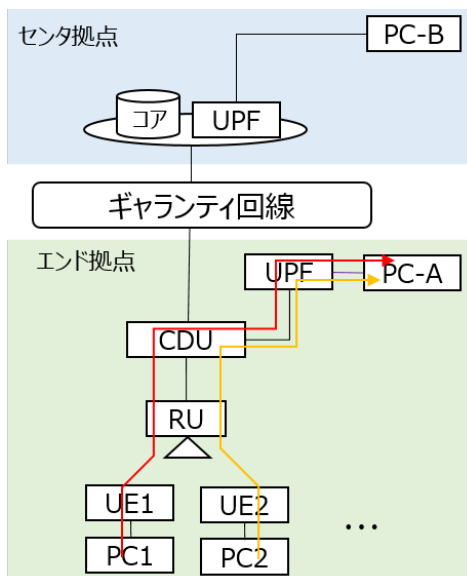 センタ拠点
PC-B
コア
UPF
ギャランティ回線
エンド拠点
UPF
PC-A
CDU
RU
UE1
UE2
PC1
PC2
...